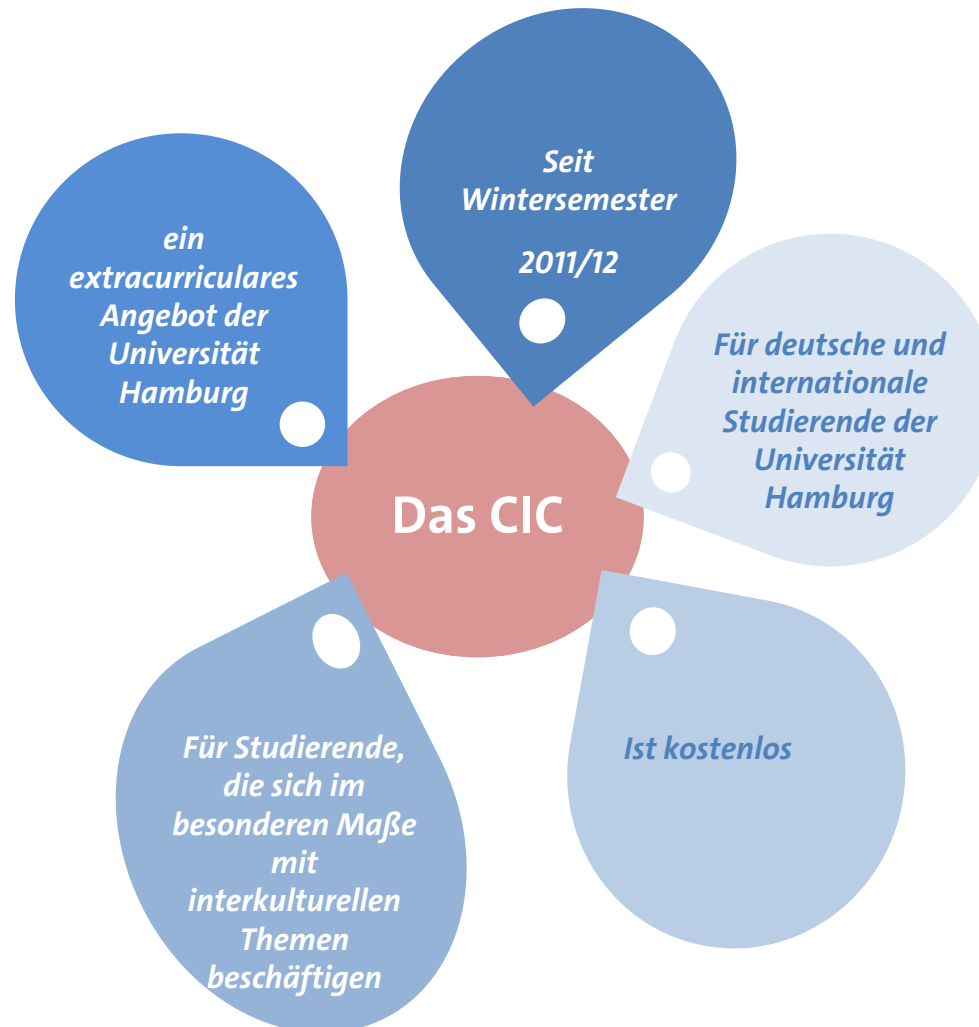 Seit
Wintersemester
2011/12
ein
extracurriculares
Angebot der
Universität
Hamburg
Für deutsche und
internationale
Studierende der
Universität
Hamburg
Das CIC
Für Studierende,
die sich im
besonderen Maße
mit
interkulturellen
Themen
beschäftigen
Ist kostenlos